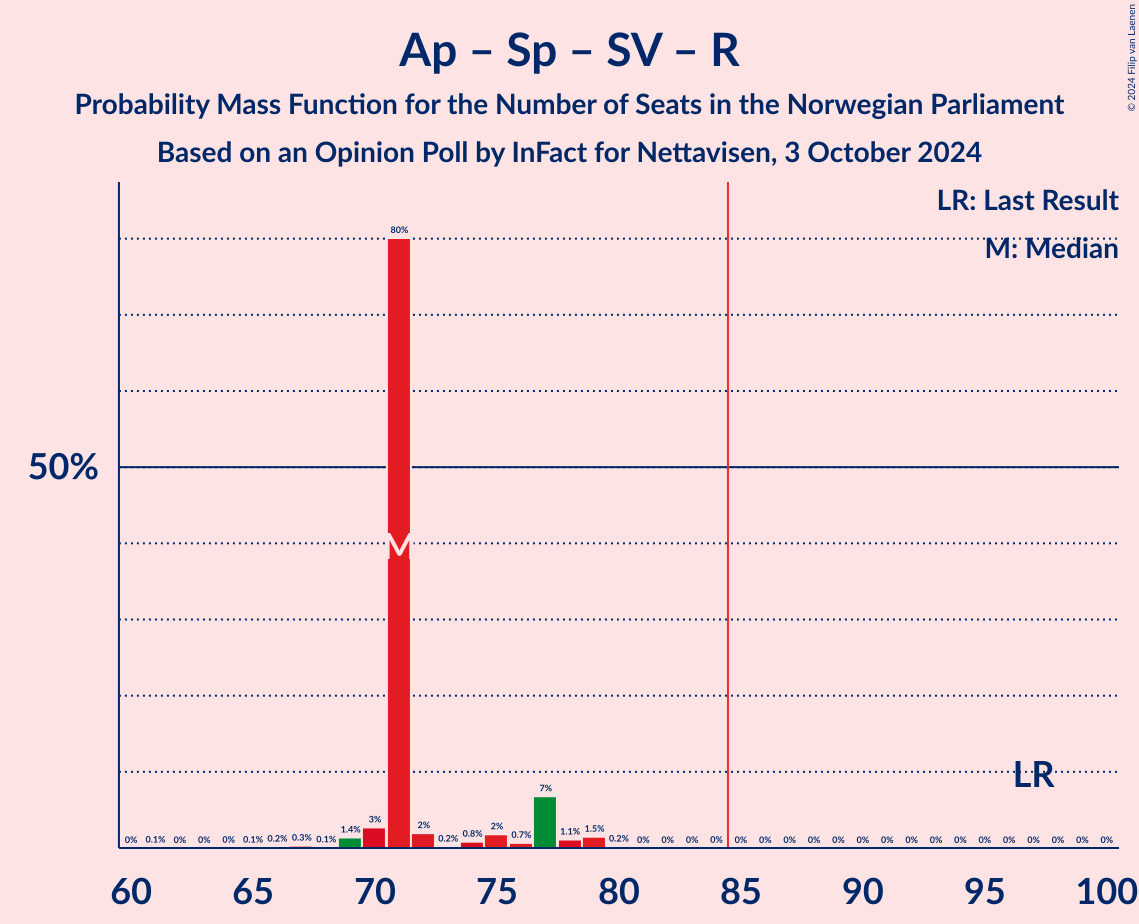 Ap – Sp – SV – R
Probability Mass Function for the Number of Seats in the Norwegian Parliament
Based on an Opinion Poll by InFact for Nettavisen, 3 October 2024
© 2024 Filip van Laenen
LR: Last Result
M: Median
80%
50%
M
LR
0% 0.1% 0% 0% 0% 0.1% 0.2% 0.3% 0.1% 1.4% 3% 2% 0.2% 0.8% 2% 0.7% 7% 1.1% 1.5% 0.2% 0% 0% 0% 0% 0% 0% 0% 0% 0% 0% 0% 0% 0% 0% 0% 0% 0% 0% 0% 0%
60 65 70 75 80 85 90 95 100